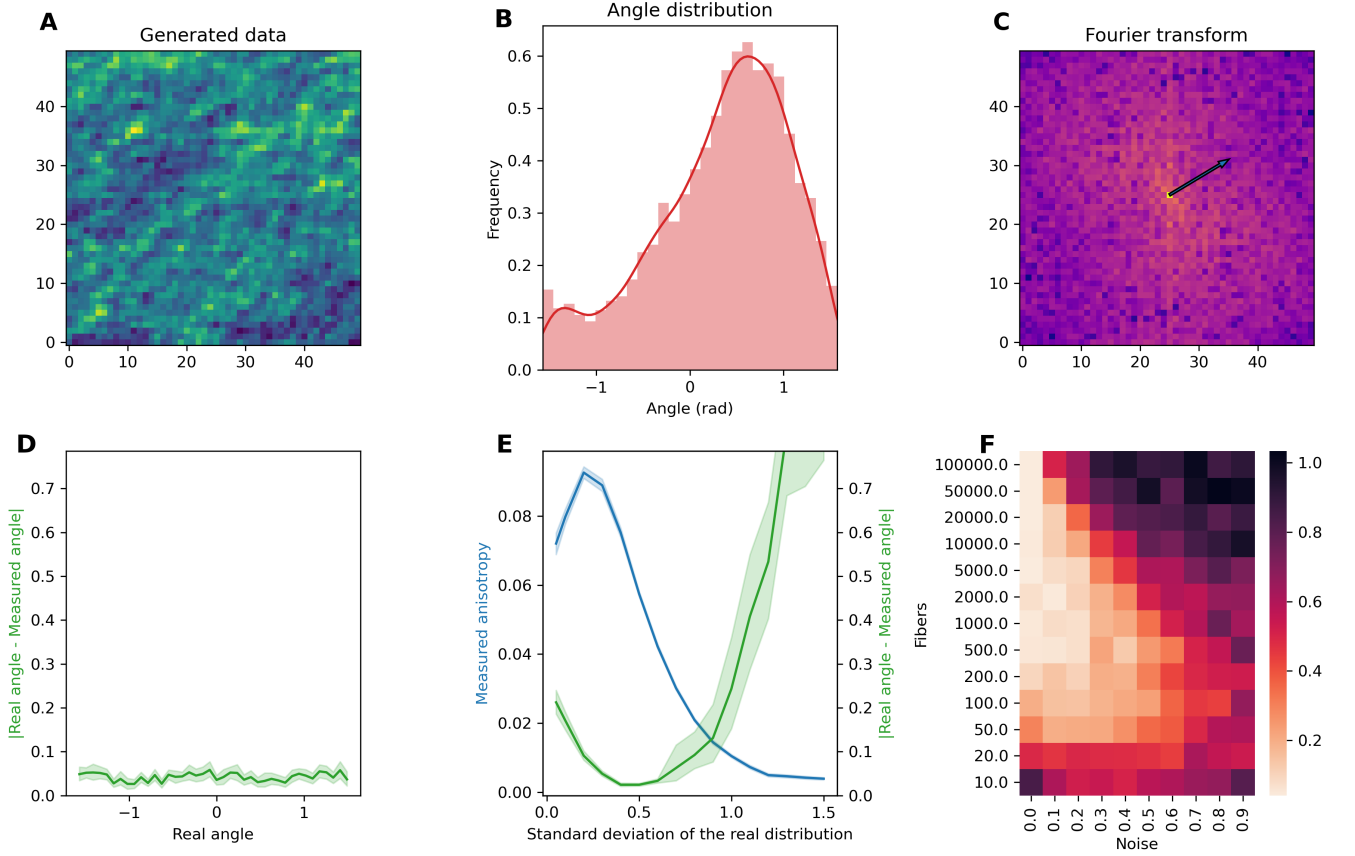 A
Generated data
40
30
20
10
0
0 10 20 30 40
B
Angle distribution
Frequency
0.6
0.5
0.4
0.3
0.2
0.1
0.0
−1 0 1
Angle (rad)
C
Fourier transform
40
30
20
10
0
0 10 20 30 40
D
|Real angle - Measured angle|
0.7
0.6
0.5
0.4
0.3
0.2
0.1
0.0
−1 0 1
Real angle
E
Measured anisotropy
0.08
0.06
0.04
0.02
0.00
0.7
0.6
0.5
0.4
0.3
0.2
0.1
0.0
|Real angle - Measured angle|
0.0 0.5 1.0 1.5
Standard deviation of the real distribution
F
Fibers
100000.0
50000.0
20000.0
10000.0
5000.0
2000.0
1000.0
500.0
200.0
100.0
50.0
20.0
10.0
0.0 0.1 0.2 0.3 0.4 0.5 0.6 0.7 0.8 0.9
Noise
1.0
0.8
0.6
0.4
0.2